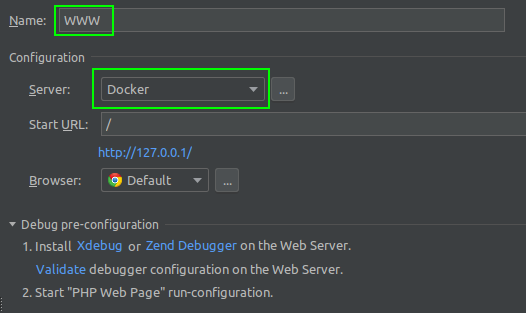 Name: WWW
Configuration
Server: Docker ...
Start URL: /
http://127.0.0.1/
Browser: Default ...
Debug pre-configuration
1. Install Xdebug or Zend Debugger on the Web Server.
Validate debugger configuration on the Web Server.
2. Start "PHP Web Page" run-configuration.